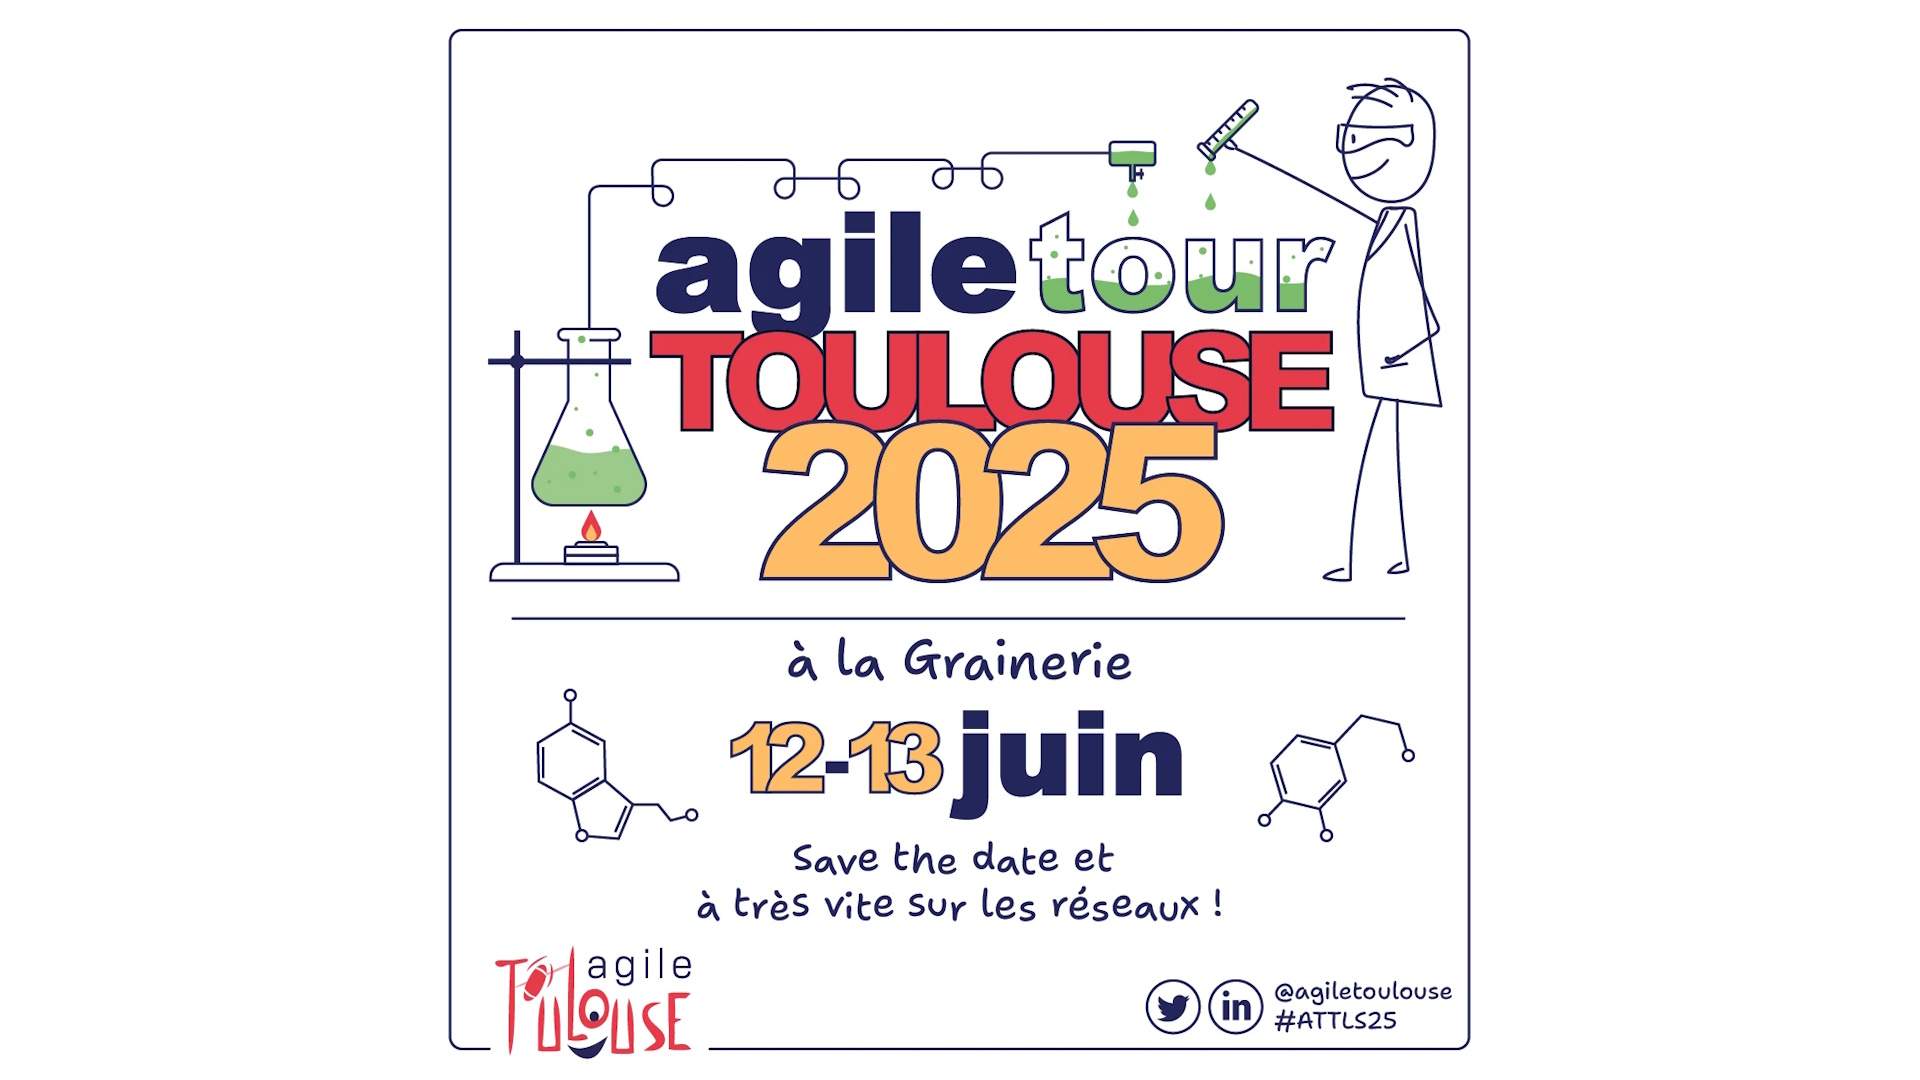 agile tour
TOULOUSE
2025
à la Grainerie
12-13 juin
Save the date et
à très vite sur les réseaux !
agile
TOULOUSE
in
@agiletoulouse
#ATTLS25